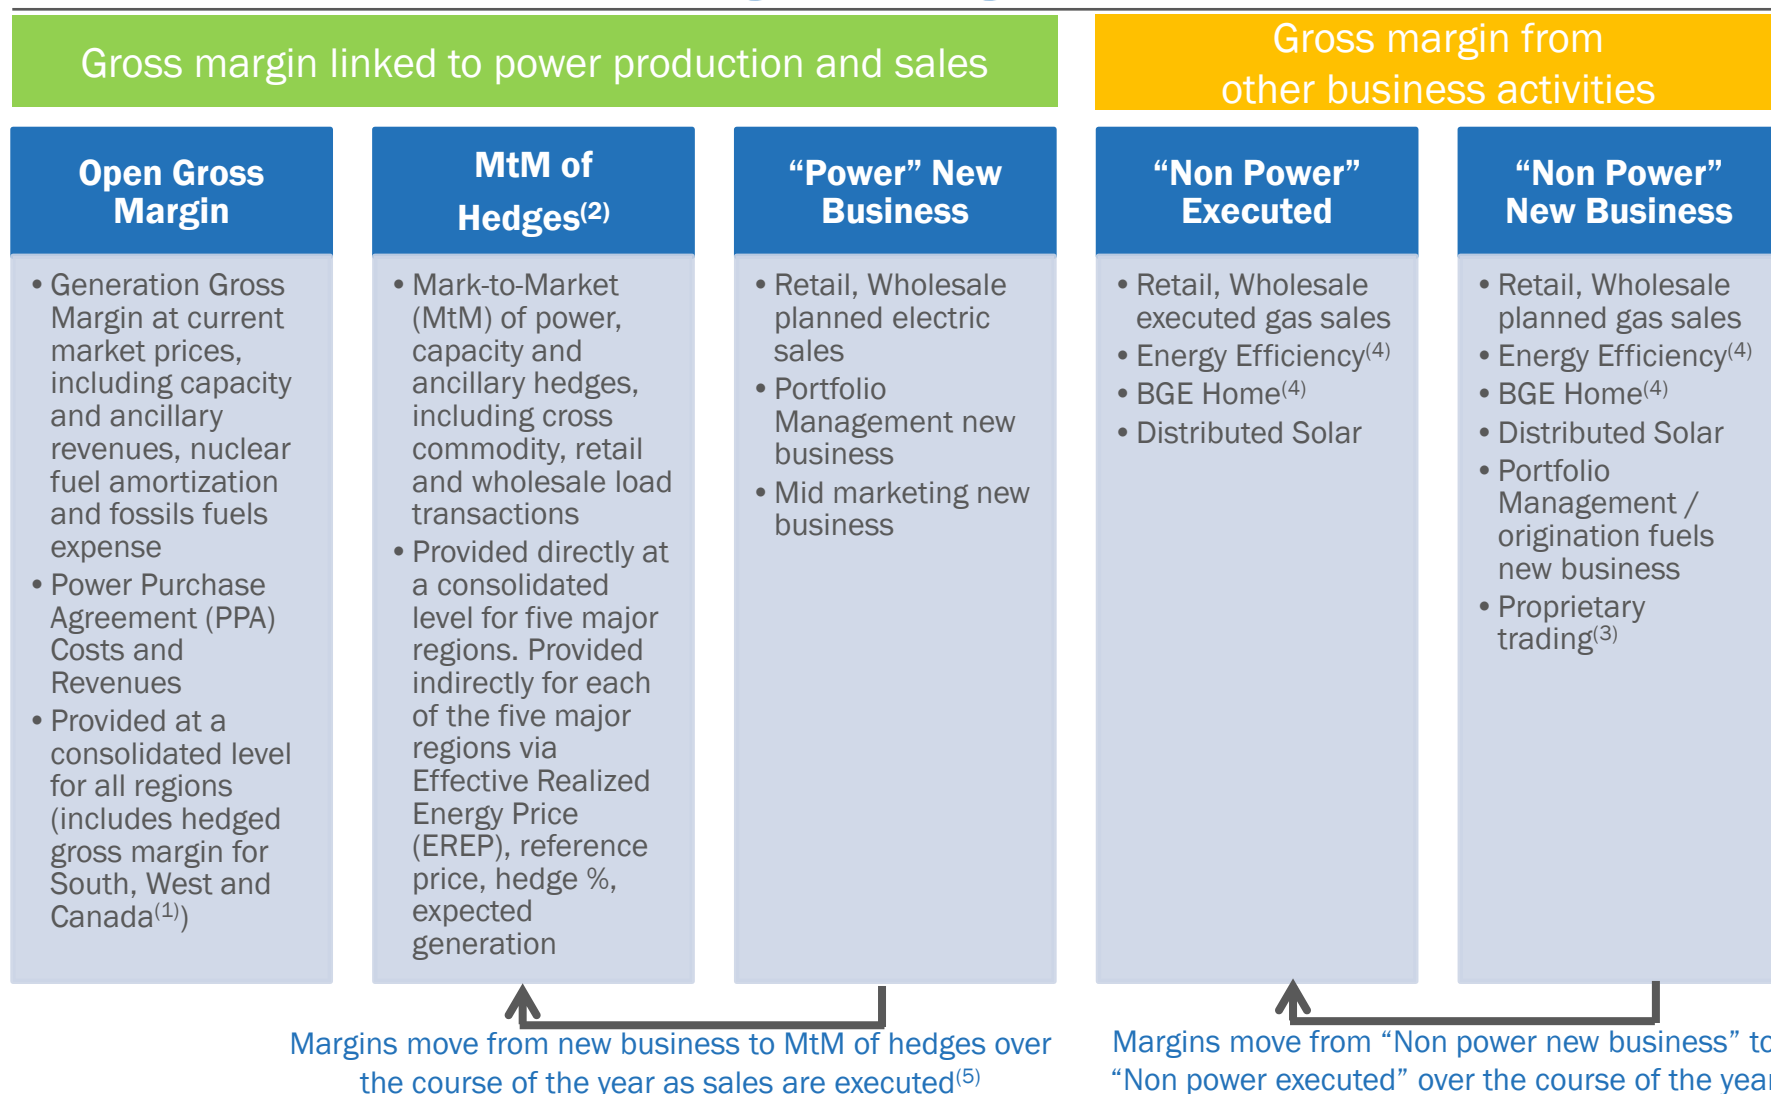 Gross margin linked to power production and sales
Gross margin from
other business activities
Open Gross
Margin
• Generation Gross
Margin at current
market prices,
including capacity
and ancillary
revenues, nuclear
fuel amortization
and fossils fuels
expense
• Power Purchase
Agreement (PPA)
Costs and
Revenues
• Provided at a
consolidated level
for all regions
(includes hedged
gross margin for
South, West and
Canada(1))
MtM of
Hedges(2)
• Mark-to-Market
(MtM) of power,
capacity and
ancillary hedges,
including cross
commodity, retail
and wholesale load
transactions
• Provided directly at
a consolidated
level for five major
regions. Provided
indirectly for each
of the five major
regions via
Effective Realized
Energy Price
(EREP), reference
price, hedge %,
expected
generation
“Power” New
Business
• Retail, Wholesale
planned electric
sales
• Portfolio
Management new
business
• Mid marketing new
business
“Non Power”
Executed
• Retail, Wholesale
executed gas sales
• Energy Efficiency(4)
• BGE Home(4)
• Distributed Solar
“Non Power”
New Business
• Retail, Wholesale
planned gas sales
• Energy Efficiency(4)
• BGE Home(4)
• Distributed Solar
• Portfolio
Management /
origination fuels
new business
• Proprietary
trading(3)
Margins move from new business to MtM of hedges over
the course of the year as sales are executed(5)
Margins move from “Non power new business” to
“Non power executed” over the course of the year